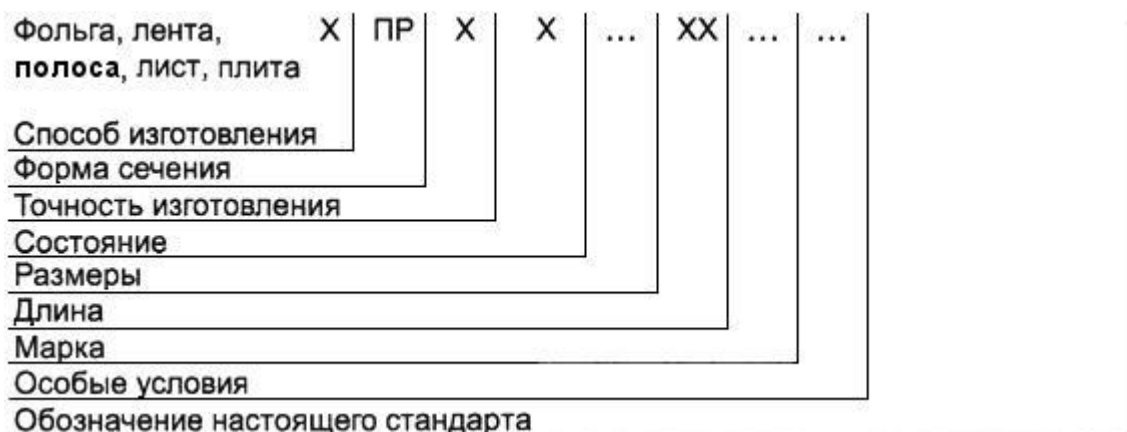 Фольга, лента, Х ПР Х Х ... ХХ ... ...
полоса, лист, плита
Способ изготовления
Форма сечения
Точность изготовления
Состояние
Размеры
Длина
Марка
Особые условия
Обозначение настоящего стандарта